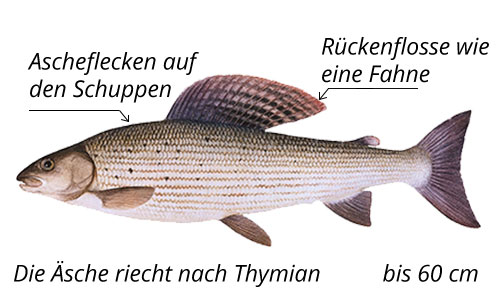 Ascheflecken auf
den Schuppen
Rückenflosse wie
eine Fahne
Die Äsche riecht nach Thymian
bis 60 cm